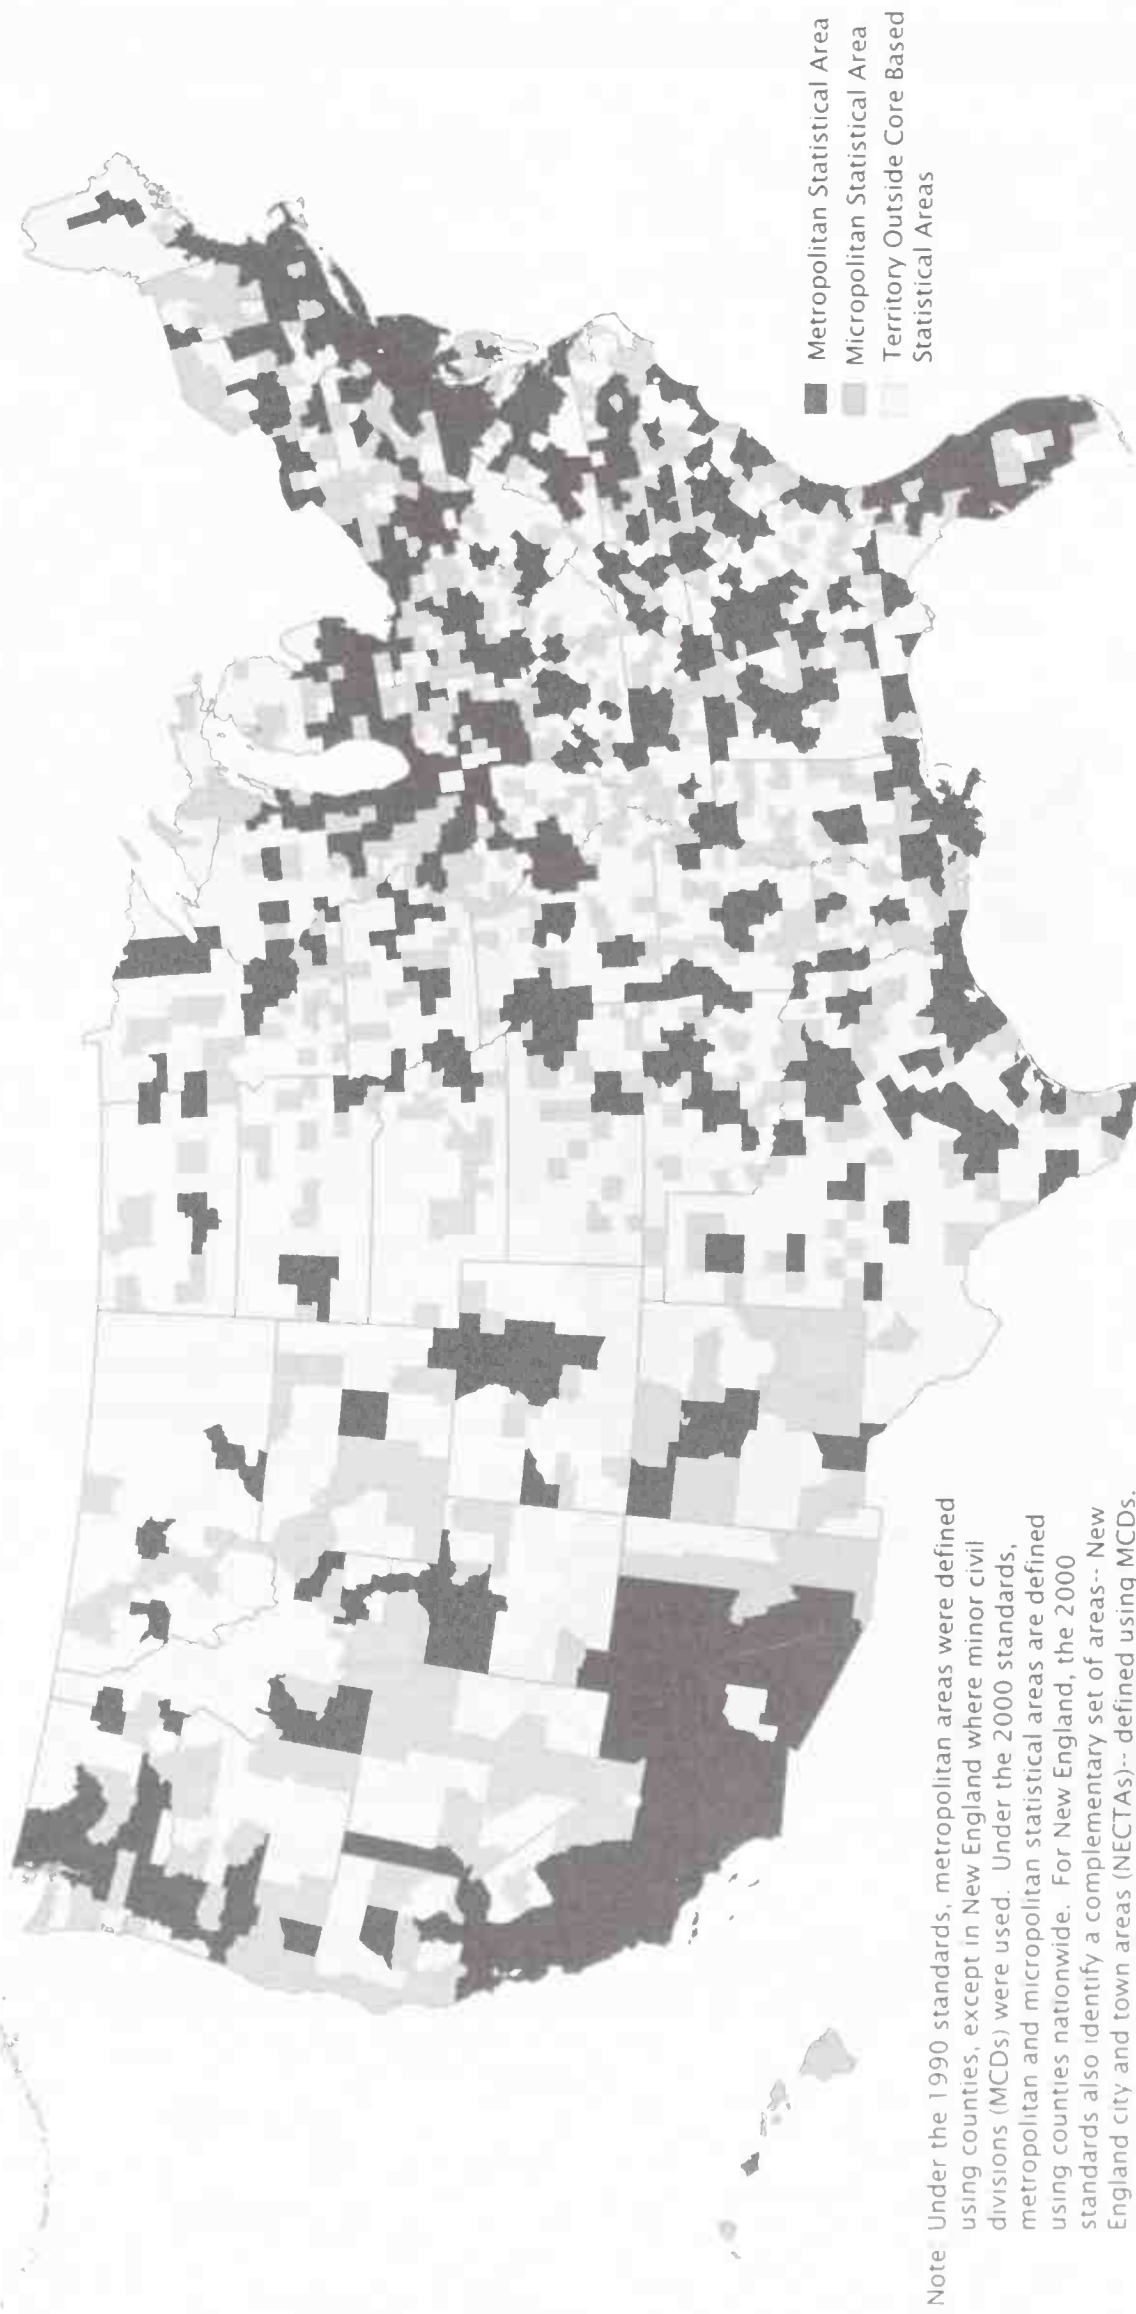 Metropolitan Statistical Area
Micropolitan Statistical Area
Territory Outside Core Based
Statistical Areas
Note: Under the 1990 standards, metropolitan areas were defined
using counties, except in New England where minor civil
divisions (MCDs) were used. Under the 2000 standards,
metropolitan and micropolitan statistical areas are defined
using counties nationwide. For New England, the 2000
standards also identify a complementary set of areas-- New
England city and town areas (NECTAs)-- defined using MCDs.